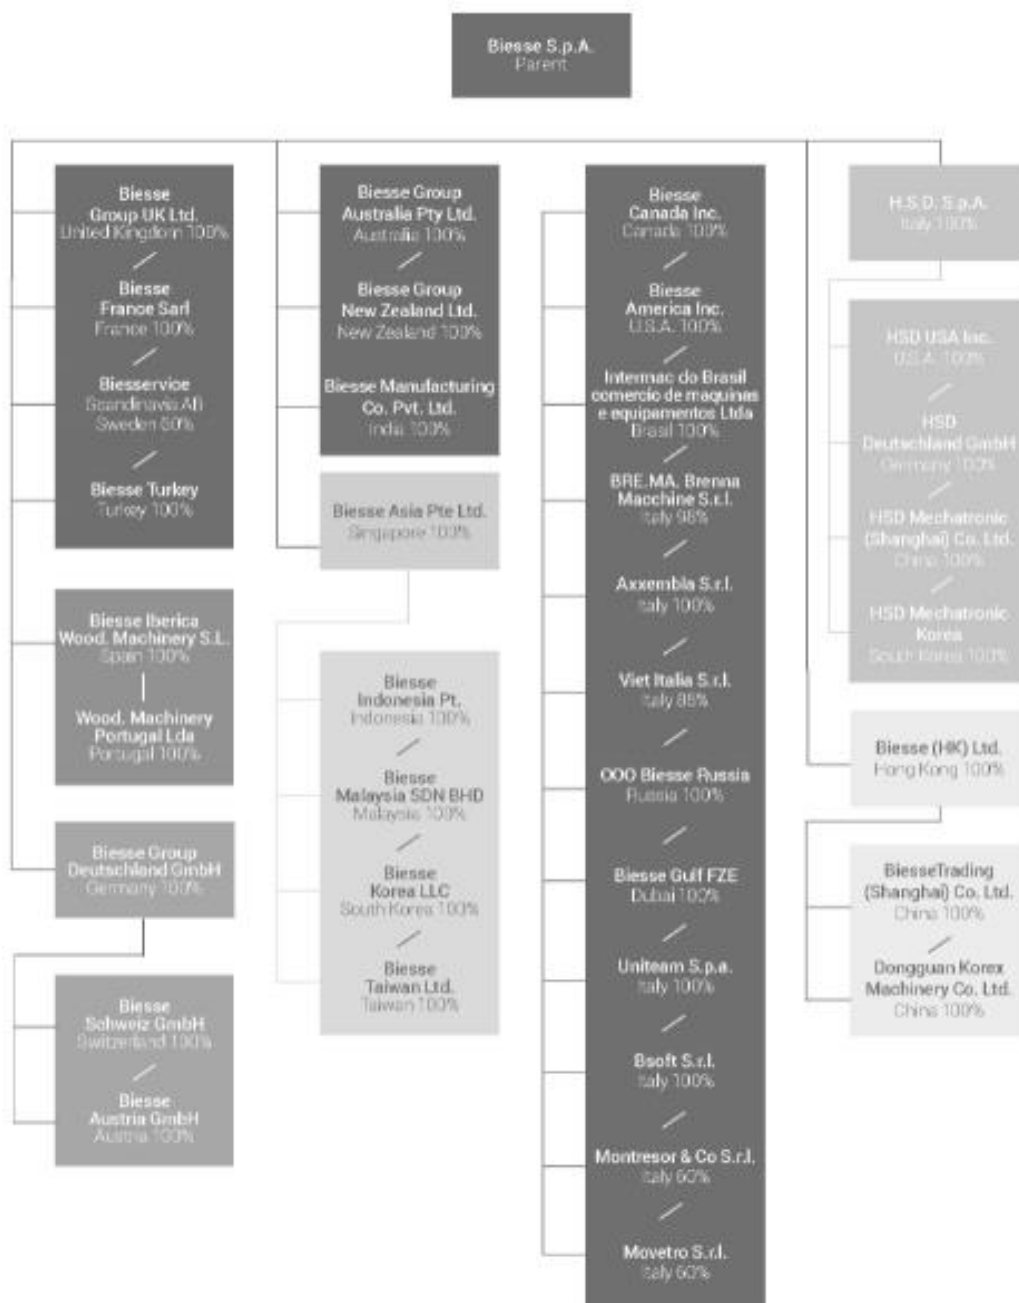 Biesse S.p.A.
Parent
Biesse
Group UK Ltd.
United Kingdom 100%
Biesse
France Sarl
France 100%
Biesservice
Scandinavia AB
Sweden 60%
Biesse Turkey
Turkey 100%
Biesse Iberica
Wood. Machinery S.L.
Spain 100%
Wood. Machinery
Portugal Lda
Portugal 100%
Biesse Group
Deutschland GmbH
Germany 100%
Biesse
Schweiz GmbH
Switzerland 100%
Biesse
Austria GmbH
Austria 100%
Biesse Group
Australia Pty Ltd.
Australia 100%
Biesse Group
New Zealand Ltd.
New Zealand 100%
Biesse Manufacturing
Co. Pvt. Ltd.
India 100%
Biesse Asia Pte Ltd.
Singapore 100%
Biesse
Indonesia Pt.
Indonesia 100%
Biesse
Malaysia SDN BHD
Malaysia 100%
Biesse
Korea LLC
South Korea 100%
Biesse
Taiwan Ltd.
Taiwan 100%
Biesse
Canada Inc.
Canada 100%
Biesse
America Inc.
U.S.A. 100%
Intermac do Brasil
comercio de maquinas
e equipamentos Ltda
Brasil 100%
BRE.MA. Brenna
Macchine S.r.l.
Italy 98%
Axxembla S.r.l.
Italy 100%
Viet Italia S.r.l.
Italy 85%
OOO Biesse Russia
Russia 100%
Biesse Gulf FZE
Dubai 100%
Uniteam S.p.a.
Italy 100%
Bsoft S.r.l.
Italy 100%
Montresor & Co S.r.l.
Italy 60%
Movetro S.r.l.
Italy 60%
H.S.D. S.p.A.
Italy 100%
HSD USA Inc.
U.S.A. 100%
HSD
Deutschland GmbH
Germany 100%
HSD Mechatronic
(Shanghai) Co. Ltd.
China 100%
HSD Mechatronic
Korea
South Korea 100%
Biesse (HK) Ltd.
Hong Kong 100%
BiesseTrading
(Shanghai) Co. Ltd.
China 100%
Dongguan Korex
Machinery Co. Ltd.
China 100%